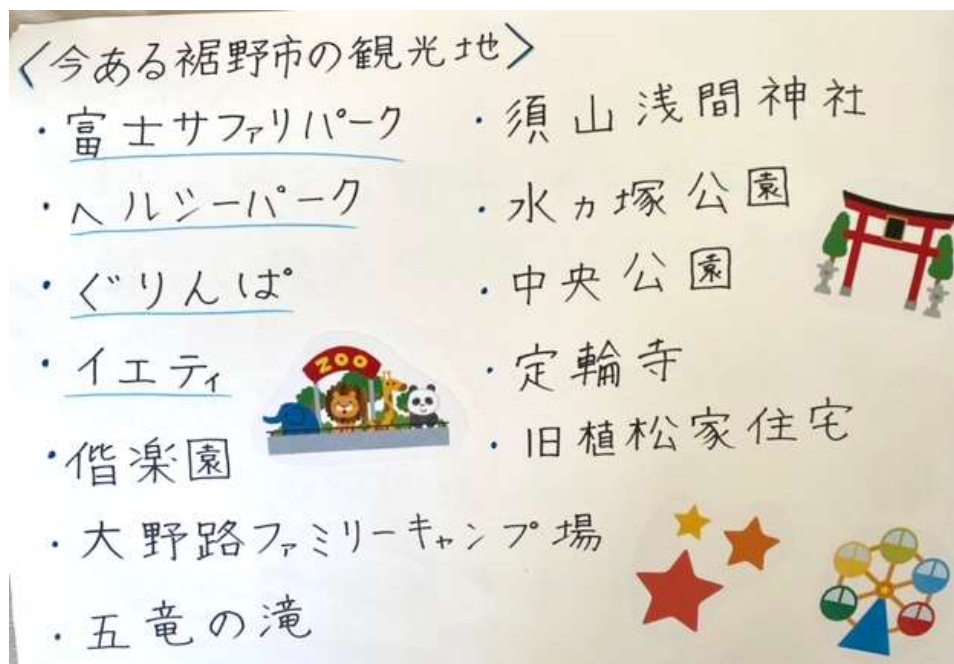 〈今ある裾野市の観光地〉
・富士サファリパーク
・ヘルシーパーク
・ぐりんぱ
・イエティ
・偕楽園
・大野路ファミリーキャンプ場
・五竜の滝
・須山浅間神社
・水ヵ塚公園
・中央公園
・定輪寺
・旧植松家住宅
ZOO